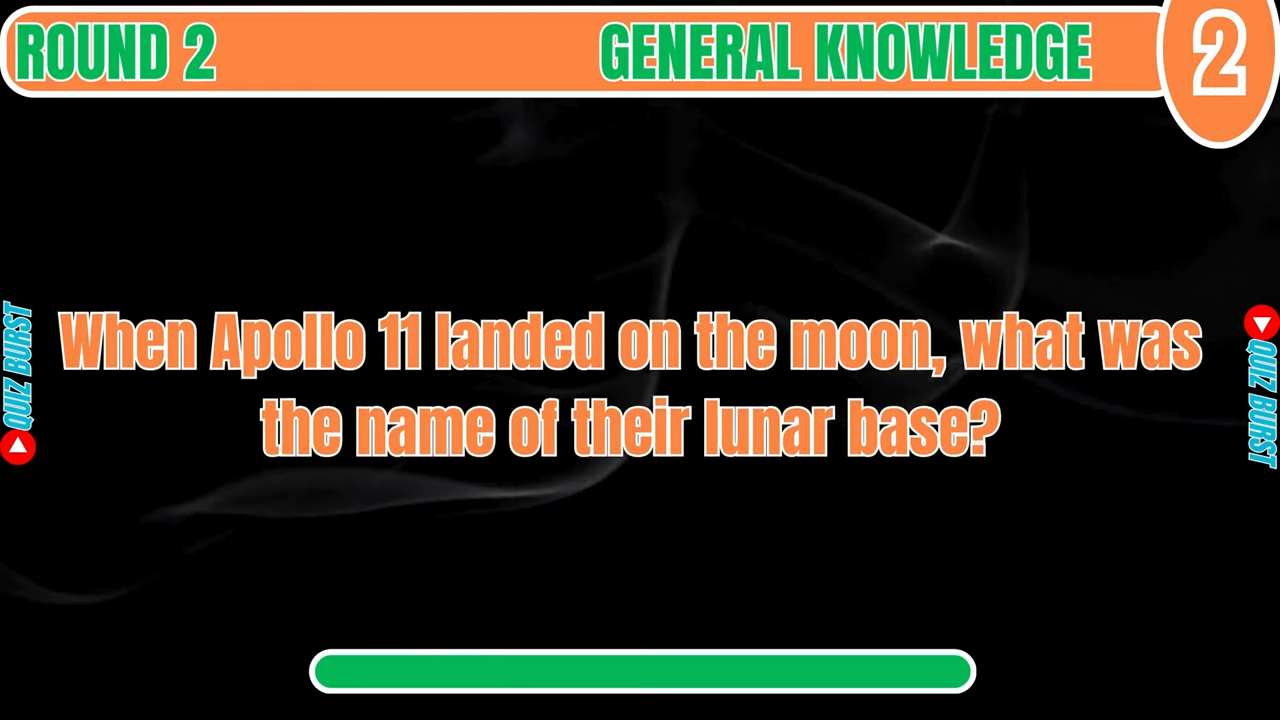 ROUND 2
GENERAL KNOWLEDGE
2
When Apollo 11 landed on the moon, what was
the name of their lunar base?
QUIZ BURST
QUIZ BURST